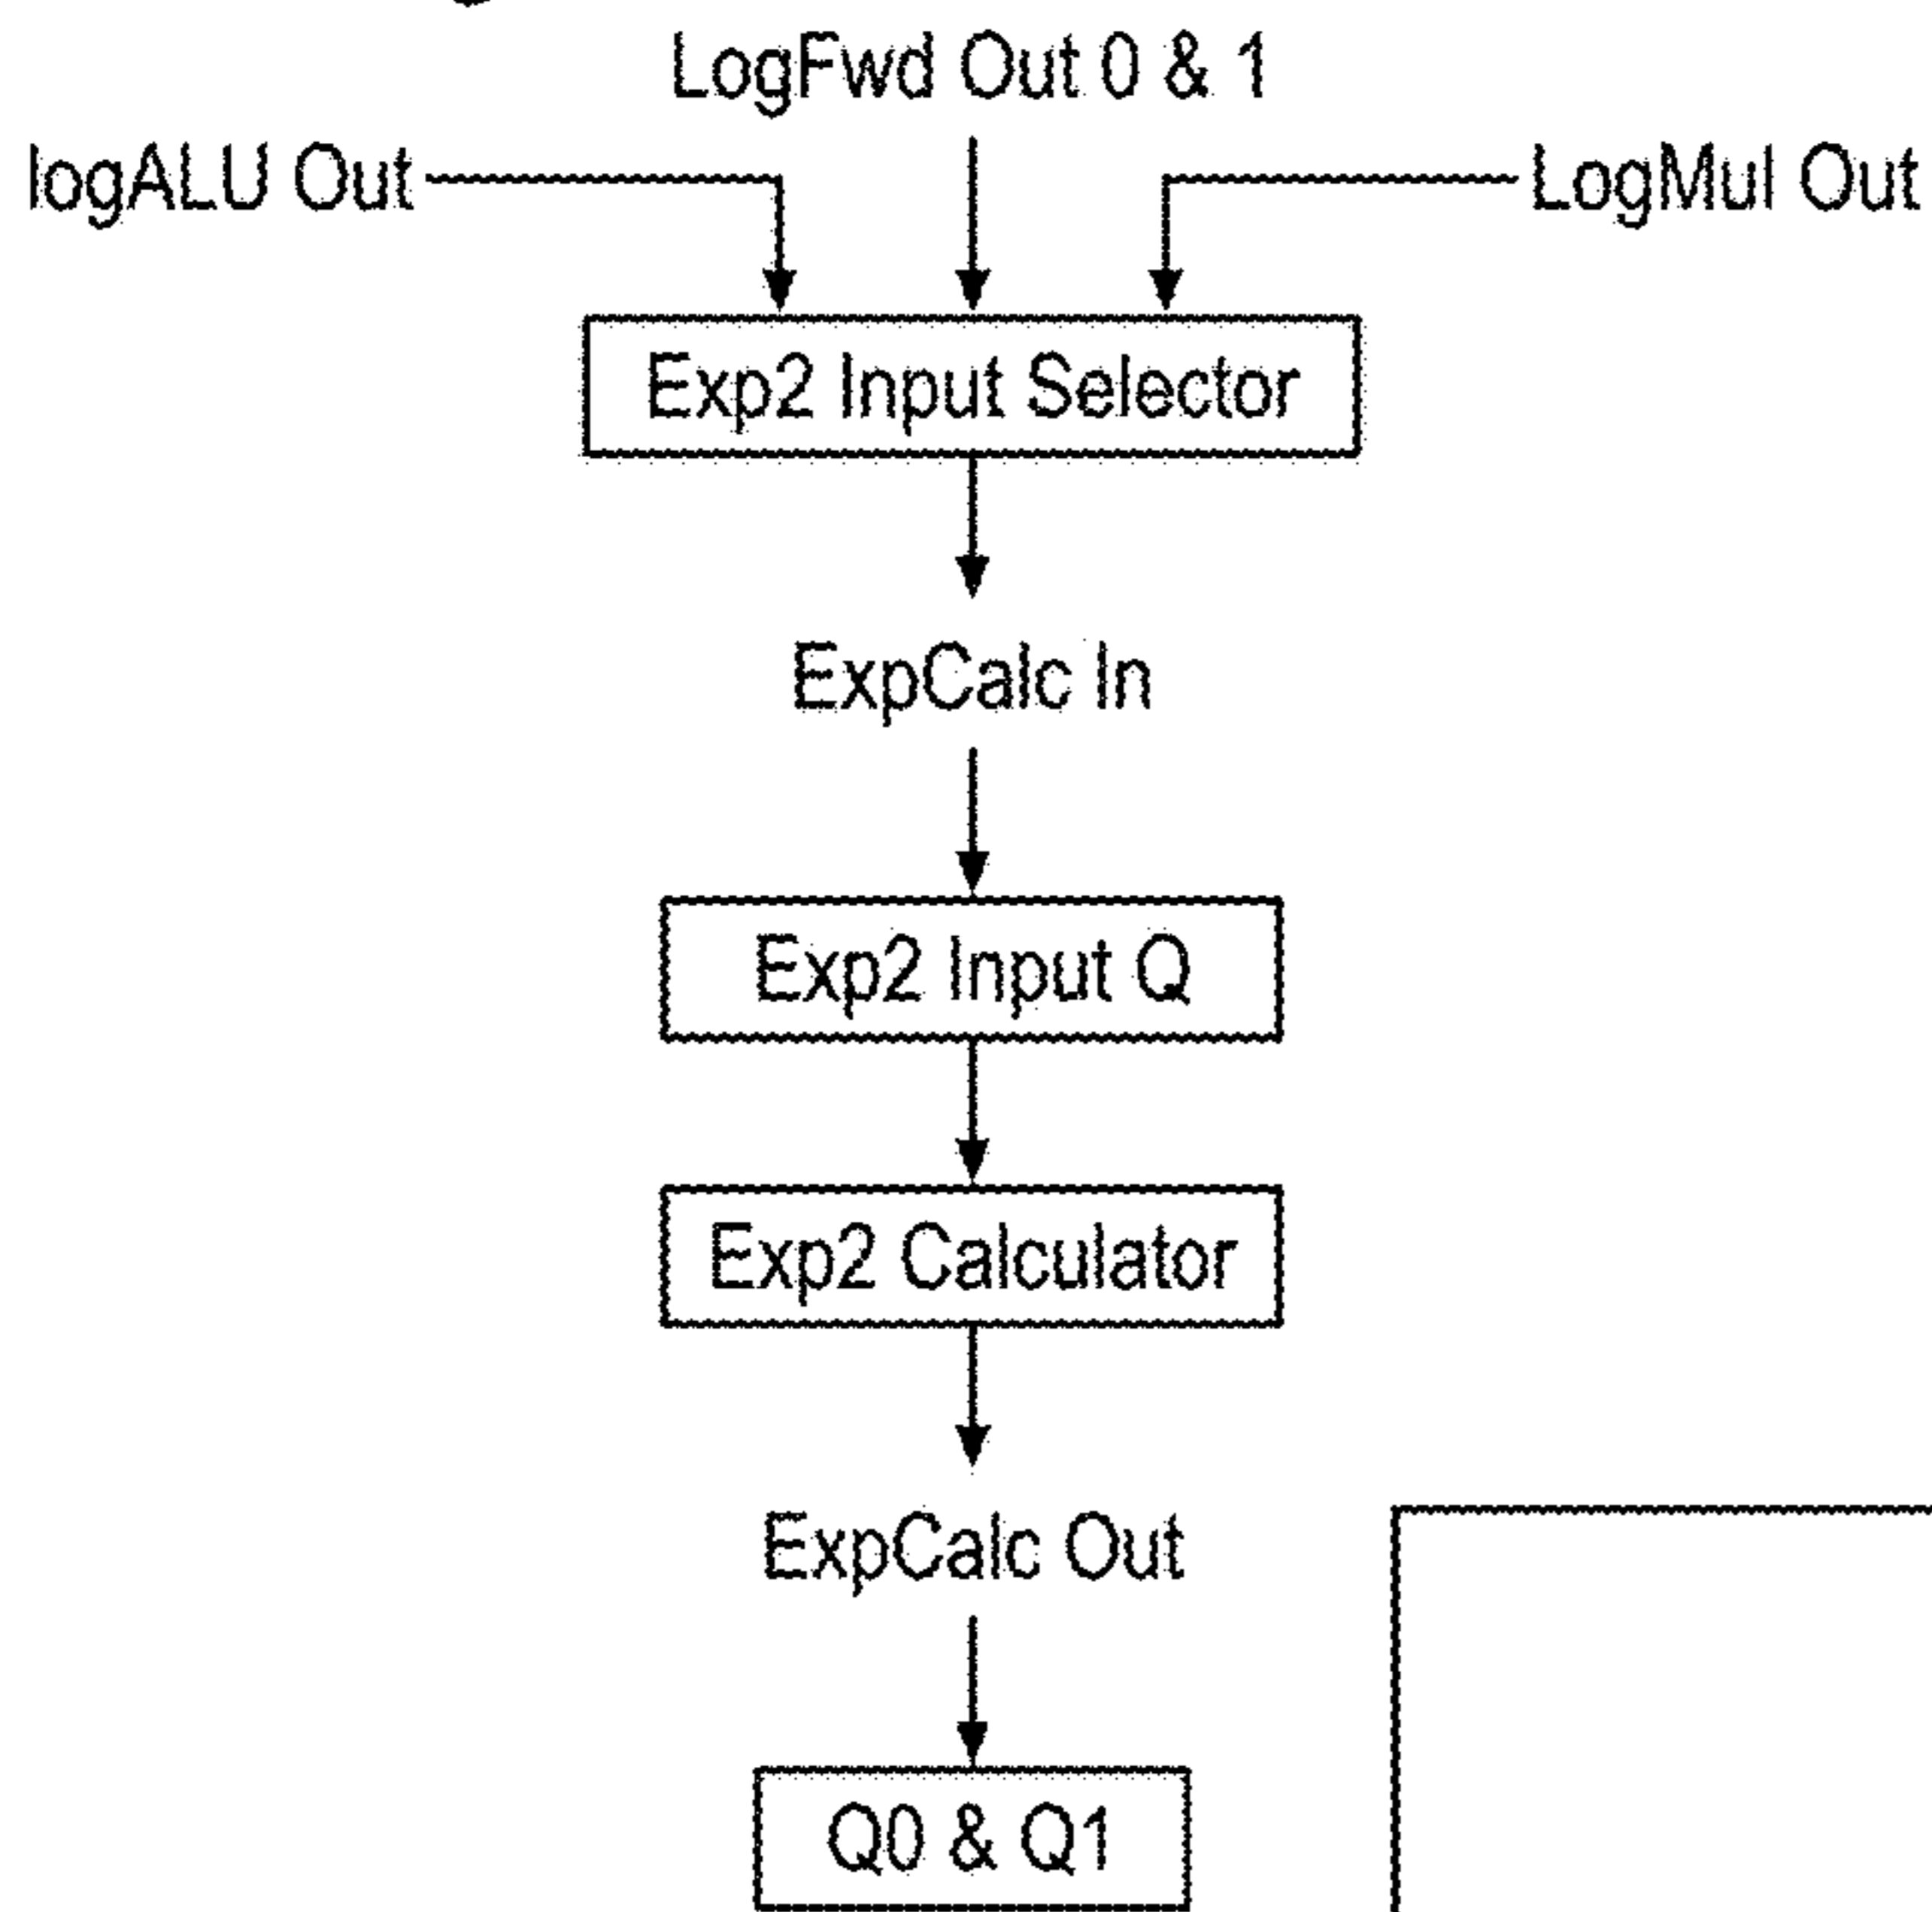 LogFwd Out 0 & 1
logALU Out
LogMul Out
Exp2 Input Selector
ExpCalc In
Exp2 Input Q
Exp2 Calculator
ExpCalc Out
Q0 & Q1